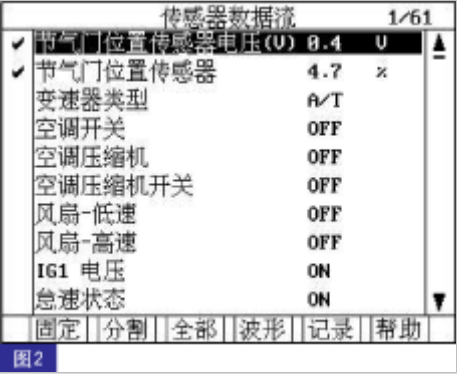 传感器数据流 1/61
✔ 节气门位置传感器电压(V) 0.4 V
✔ 节气门位置传感器 4.7 %
变速器类型 A/T
空调开关 OFF
空调压缩机 OFF
空调压缩机开关 OFF
风扇-低速 OFF
风扇-高速 OFF
IG1 电压 ON
怠速状态 ON
固定 分割 全部 波形 记录 帮助
图2